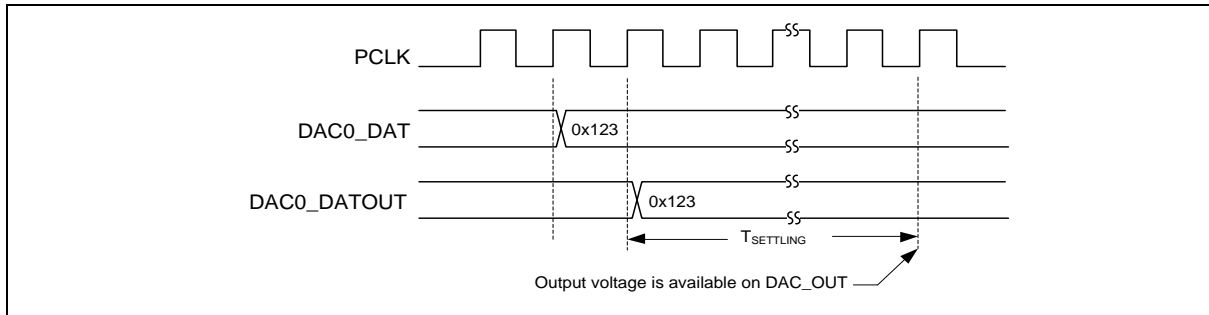 PCLK
DAC0_DAT
0x123
DAC0_DATOUT
0x123
TSETTLING
Output voltage is available on DAC_OUT